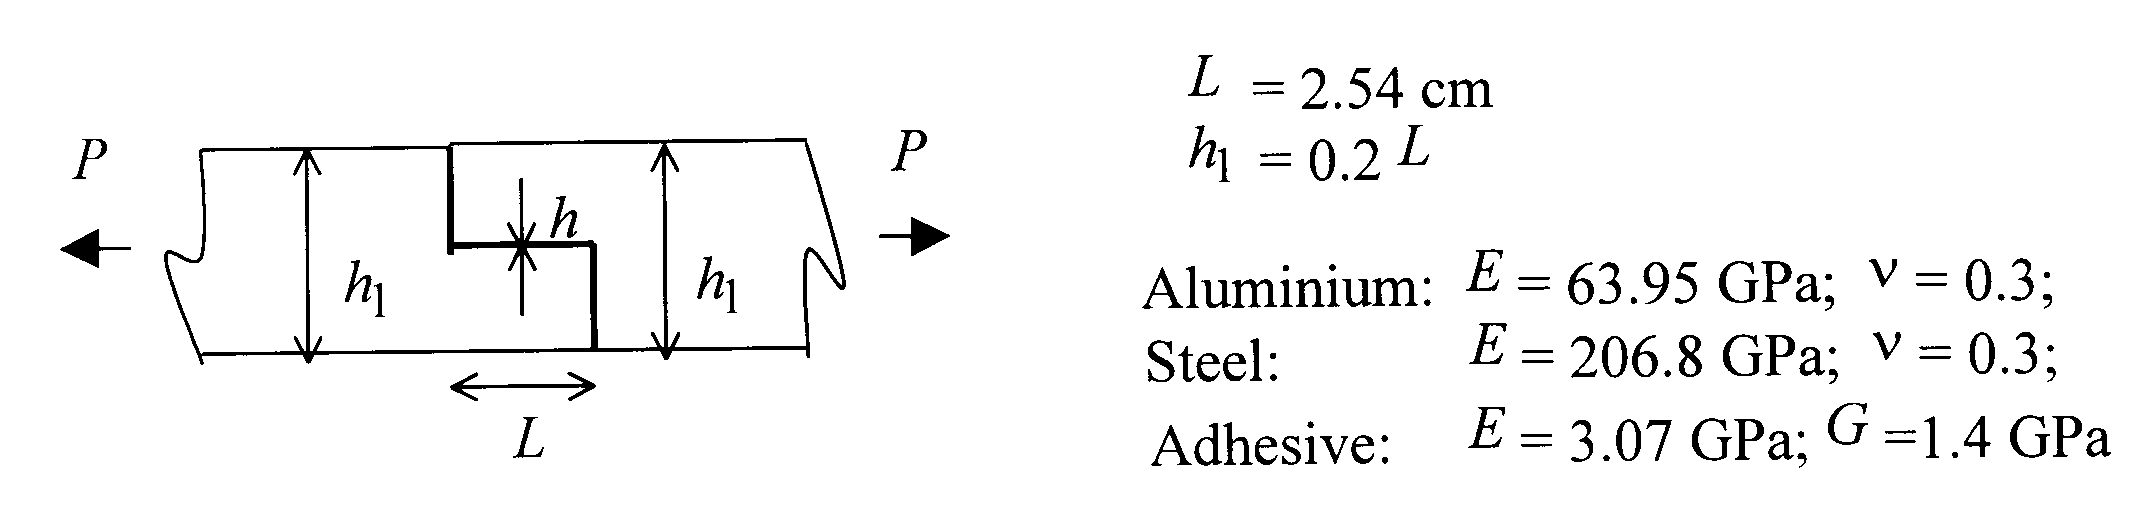 P
P
h
h₁
h₁
L
L = 2.54 cm
h₁ = 0.2 L
Aluminium: E = 63.95 GPa; ν = 0.3;
Steel: E = 206.8 GPa; ν = 0.3;
Adhesive: E = 3.07 GPa; G =1.4 GPa